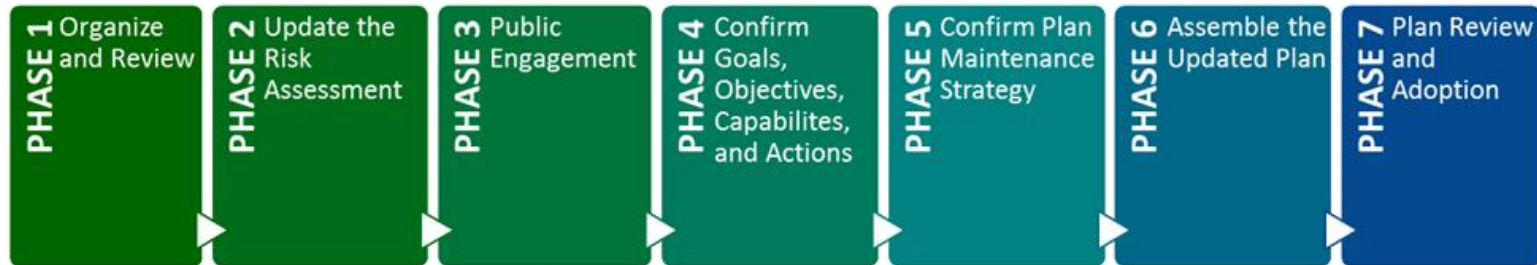 PHASE 1
Organize
and Review
PHASE 2
Update the
Risk
Assessment
PHASE 3
Public
Engagement
PHASE 4
Confirm
Goals,
Objectives,
Capabilites,
and Actions
PHASE 5
Confirm Plan
Maintenance
Strategy
PHASE 6
Assemble the
Updated Plan
PHASE 7
Plan Review
and
Adoption